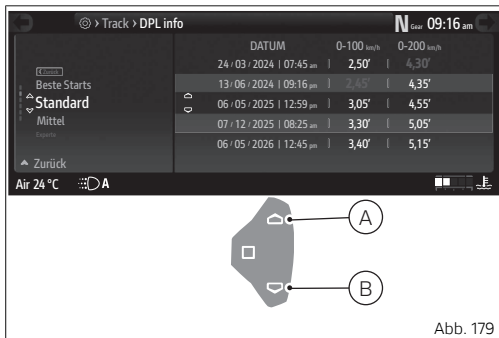 Track › DPL info
N Gear 09:16 am
Zurück
Beste Starts
Standard
Mittel
Experte
Zurück
DATUM 0-100 km/h 0-200 km/h
24/03/2024 | 07:45 am | 2,50' | 4,30'
13/06/2024 | 09:16 pm | 2,45' | 4,35'
06/05/2025 | 12:59 pm | 3,05' | 4,55'
07/12/2025 | 08:25 am | 3,30' | 5,05'
06/05/2026 | 12:45 pm | 3,40' | 5,15'
Air 24 °C A
A
B
Abb. 179